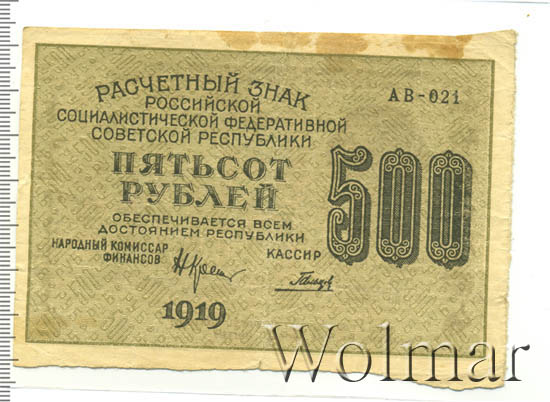 РАСЧЕТНЫЙ ЗНАК
РОССИЙСКОЙ
СОЦИАЛИСТИЧЕСКОЙ ФЕДЕРАТИВНОЙ
СОВЕТСКОЙ РЕСПУБЛИКИ
АВ-021
ПЯТЬСОТ
РУБЛЕЙ
500
ОБЕСПЕЧИВАЕТСЯ ВСЕМ
ДОСТОЯНИЕМ РЕСПУБЛИКИ
НАРОДНЫЙ КОМИССАР
ФИНАНСОВ
КАССИР
1919
Wolmar